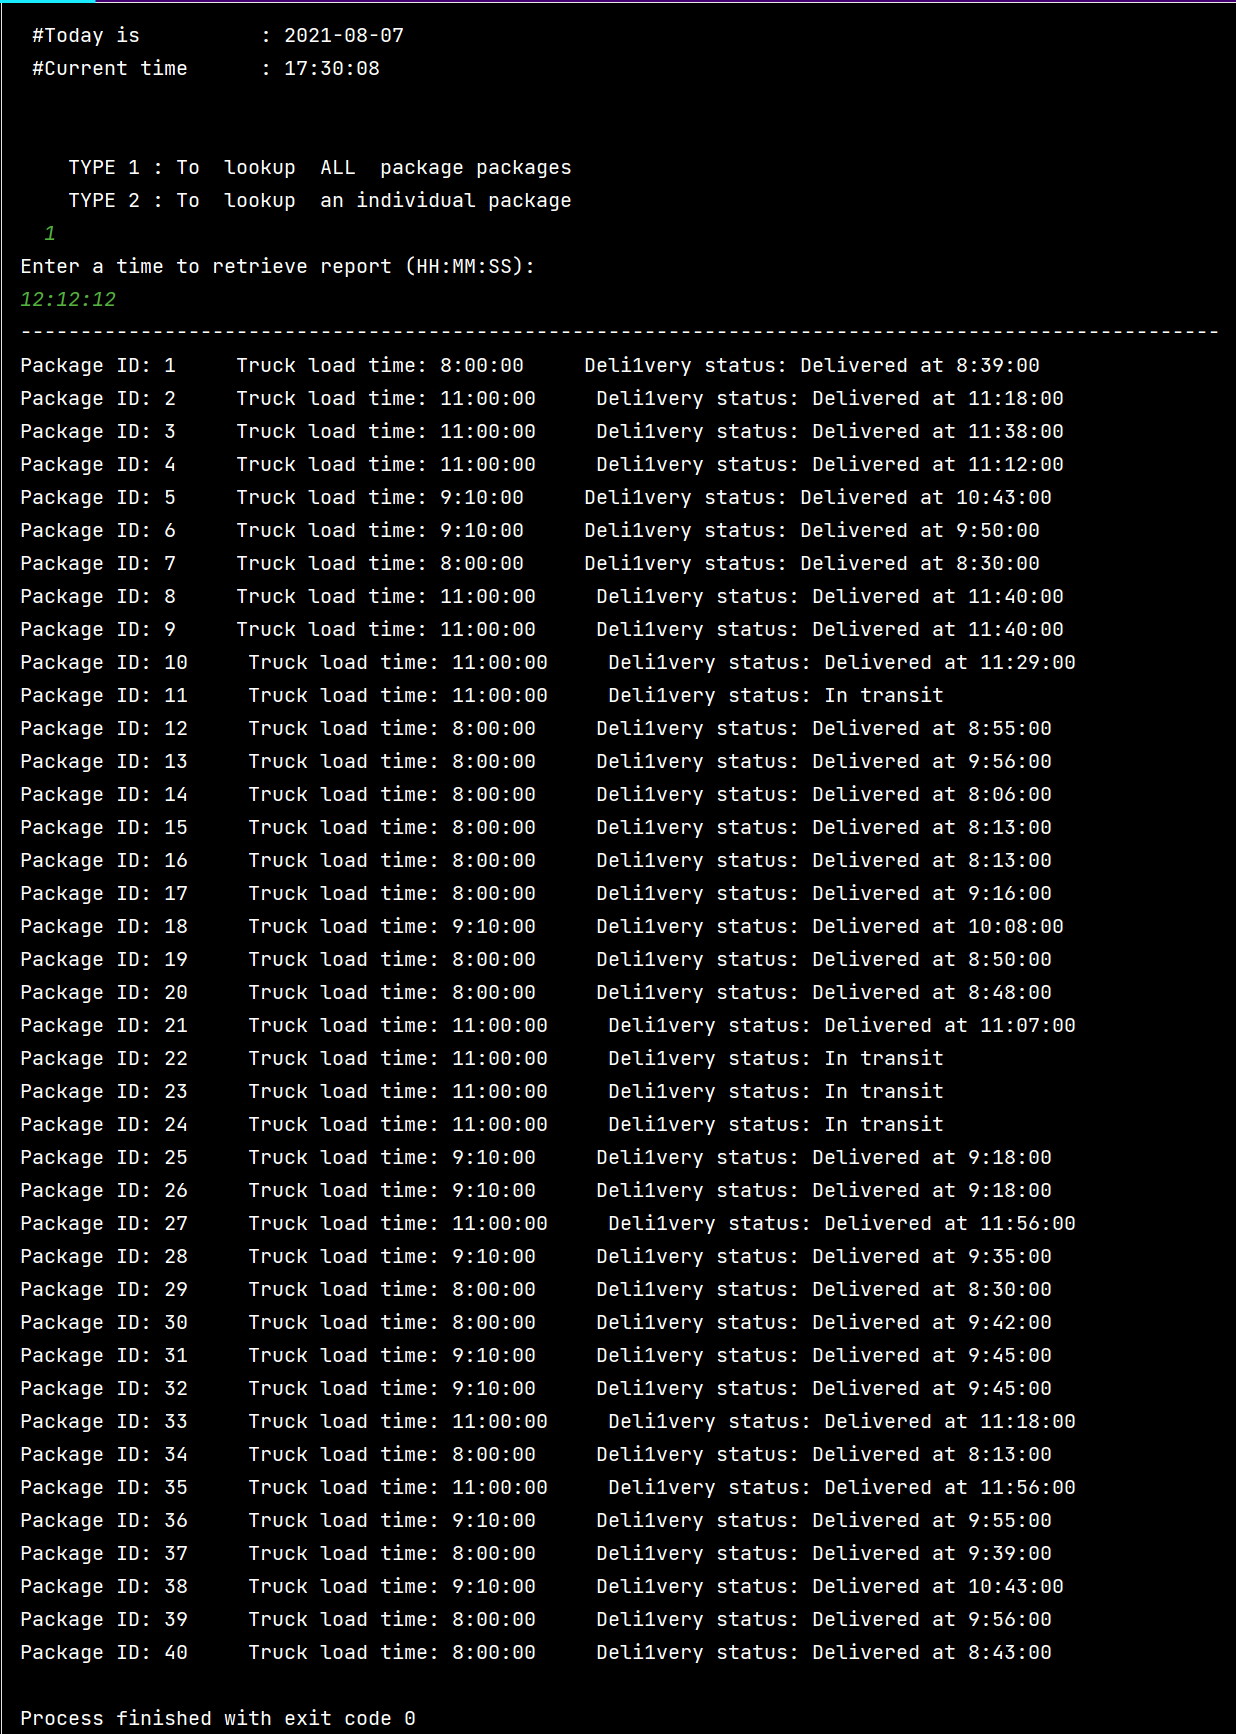 #Today is          : 2021-08-07
#Current time      : 17:30:08
TYPE 1 : To  lookup  ALL  package packages
TYPE 2 : To  lookup  an individual package
1
Enter a time to retrieve report (HH:MM:SS):
12:12:12
----------------------------------------------------------------------------------------------------
Package ID: 1     Truck load time: 8:00:00     Deli1very status: Delivered at 8:39:00
Package ID: 2     Truck load time: 11:00:00     Deli1very status: Delivered at 11:18:00
Package ID: 3     Truck load time: 11:00:00     Deli1very status: Delivered at 11:38:00
Package ID: 4     Truck load time: 11:00:00     Deli1very status: Delivered at 11:12:00
Package ID: 5     Truck load time: 9:10:00     Deli1very status: Delivered at 10:43:00
Package ID: 6     Truck load time: 9:10:00     Deli1very status: Delivered at 9:50:00
Package ID: 7     Truck load time: 8:00:00     Deli1very status: Delivered at 8:30:00
Package ID: 8     Truck load time: 11:00:00     Deli1very status: Delivered at 11:40:00
Package ID: 9     Truck load time: 11:00:00     Deli1very status: Delivered at 11:40:00
Package ID: 10     Truck load time: 11:00:00     Deli1very status: Delivered at 11:29:00
Package ID: 11     Truck load time: 11:00:00     Deli1very status: In transit
Package ID: 12     Truck load time: 8:00:00     Deli1very status: Delivered at 8:55:00
Package ID: 13     Truck load time: 8:00:00     Deli1very status: Delivered at 9:56:00
Package ID: 14     Truck load time: 8:00:00     Deli1very status: Delivered at 8:06:00
Package ID: 15     Truck load time: 8:00:00     Deli1very status: Delivered at 8:13:00
Package ID: 16     Truck load time: 8:00:00     Deli1very status: Delivered at 8:13:00
Package ID: 17     Truck load time: 8:00:00     Deli1very status: Delivered at 9:16:00
Package ID: 18     Truck load time: 9:10:00     Deli1very status: Delivered at 10:08:00
Package ID: 19     Truck load time: 8:00:00     Deli1very status: Delivered at 8:50:00
Package ID: 20     Truck load time: 8:00:00     Deli1very status: Delivered at 8:48:00
Package ID: 21     Truck load time: 11:00:00     Deli1very status: Delivered at 11:07:00
Package ID: 22     Truck load time: 11:00:00     Deli1very status: In transit
Package ID: 23     Truck load time: 11:00:00     Deli1very status: In transit
Package ID: 24     Truck load time: 11:00:00     Deli1very status: In transit
Package ID: 25     Truck load time: 9:10:00     Deli1very status: Delivered at 9:18:00
Package ID: 26     Truck load time: 9:10:00     Deli1very status: Delivered at 9:18:00
Package ID: 27     Truck load time: 11:00:00     Deli1very status: Delivered at 11:56:00
Package ID: 28     Truck load time: 9:10:00     Deli1very status: Delivered at 9:35:00
Package ID: 29     Truck load time: 8:00:00     Deli1very status: Delivered at 8:30:00
Package ID: 30     Truck load time: 8:00:00     Deli1very status: Delivered at 9:42:00
Package ID: 31     Truck load time: 9:10:00     Deli1very status: Delivered at 9:45:00
Package ID: 32     Truck load time: 9:10:00     Deli1very status: Delivered at 9:45:00
Package ID: 33     Truck load time: 11:00:00     Deli1very status: Delivered at 11:18:00
Package ID: 34     Truck load time: 8:00:00     Deli1very status: Delivered at 8:13:00
Package ID: 35     Truck load time: 11:00:00     Deli1very status: Delivered at 11:56:00
Package ID: 36     Truck load time: 9:10:00     Deli1very status: Delivered at 9:55:00
Package ID: 37     Truck load time: 8:00:00     Deli1very status: Delivered at 9:39:00
Package ID: 38     Truck load time: 9:10:00     Deli1very status: Delivered at 10:43:00
Package ID: 39     Truck load time: 8:00:00     Deli1very status: Delivered at 9:56:00
Package ID: 40     Truck load time: 8:00:00     Deli1very status: Delivered at 8:43:00
Process finished with exit code 0